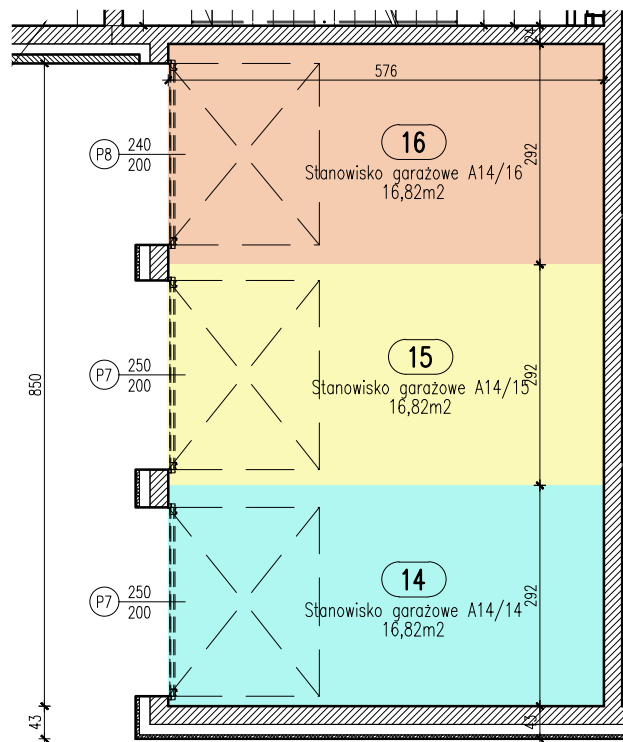 24
576
16
Stanowisko garażowe A14/16
16,82m2
292
P8
240
200
15
Stanowisko garażowe A14/15
16,82m2
292
P7
250
200
850
14
Stanowisko garażowe A14/14
16,82m2
292
P7
250
200
43
43